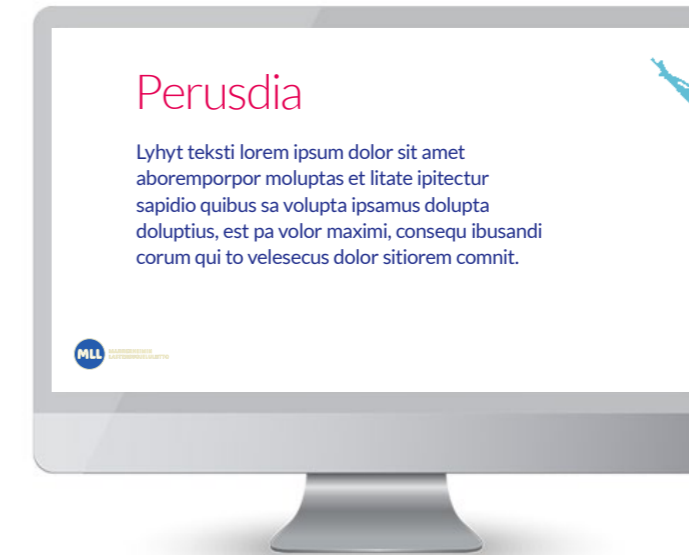 Perusdia
Lyhyt teksti lorem ipsum dolor sit amet
aboremporpor moluptas et litate ipitectur
sapidio quibus sa volupta ipsamus dolupta
doluptius, est pa volor maximi, consequ ibusandi
corum qui to velesecus dolor sitiorem comnit.
MLL